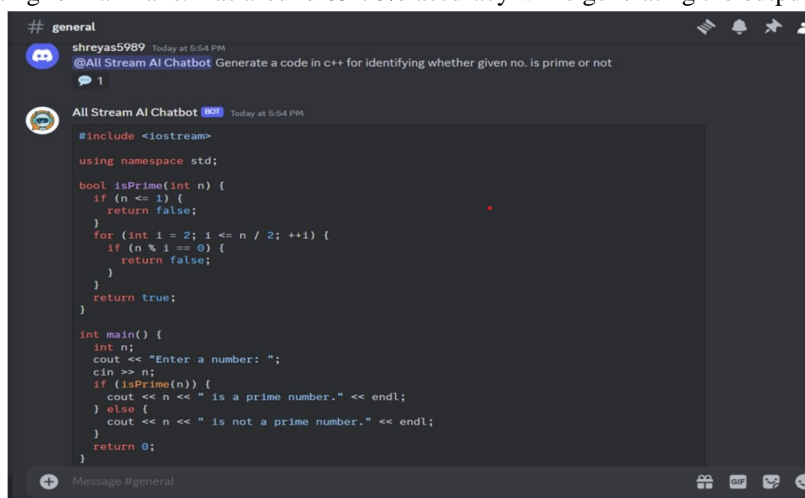 # general
shreyas5989 Today at 5:54 PM
@All Stream AI Chatbot Generate a code in c++ for identifying whether given no. is prime or not
1
All Stream AI Chatbot BOT Today at 5:54 PM
#include <iostream>
using namespace std;
bool isPrime(int n) {
if (n <= 1) {
return false;
}
for (int i = 2; i <= n / 2; ++i) {
if (n % i == 0) {
return false;
}
}
return true;
}
int main() {
int n;
cout << "Enter a number: ";
cin >> n;
if (isPrime(n)) {
cout << n << " is a prime number." << endl;
} else {
cout << n << " is not a prime number." << endl;
}
return 0;
}
Message #general
GIF